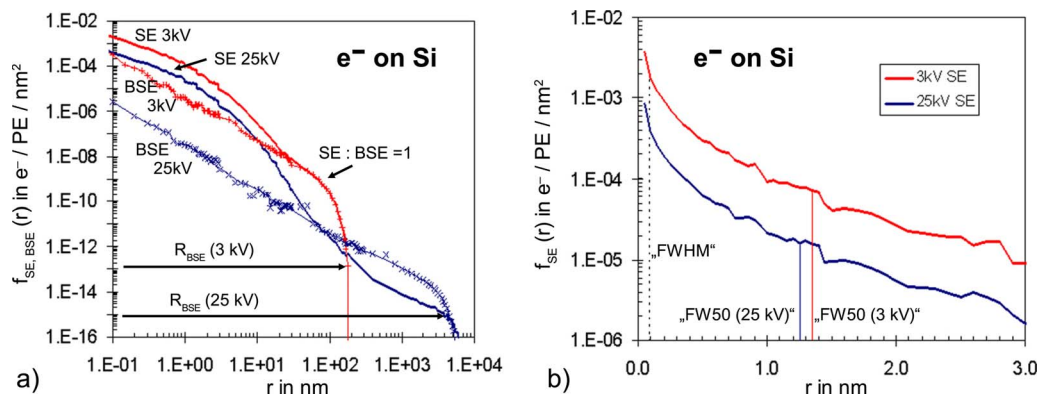 1.E-02
1.E-04
1.E-06
1.E-08
1.E-10
1.E-12
1.E-14
1.E-16
f SE, BSE (r) in e⁻ / PE / nm²
SE 3kV
SE 25kV
e⁻ on Si
BSE
3kV
BSE
25kV
SE : BSE =1
R BSE (3 kV)
R BSE (25 kV)
1.E-01 1.E+00 1.E+01 1.E+02 1.E+03 1.E+04
r in nm
a)
1.E-02
1.E-03
1.E-04
1.E-05
1.E-06
f SE (r) in e⁻ / PE / nm²
e⁻ on Si
3kV SE
25kV SE
„FWHM“
„FW50 (25 kV)“ „FW50 (3 kV)“
0.0 1.0 2.0 3.0
r in nm
b)